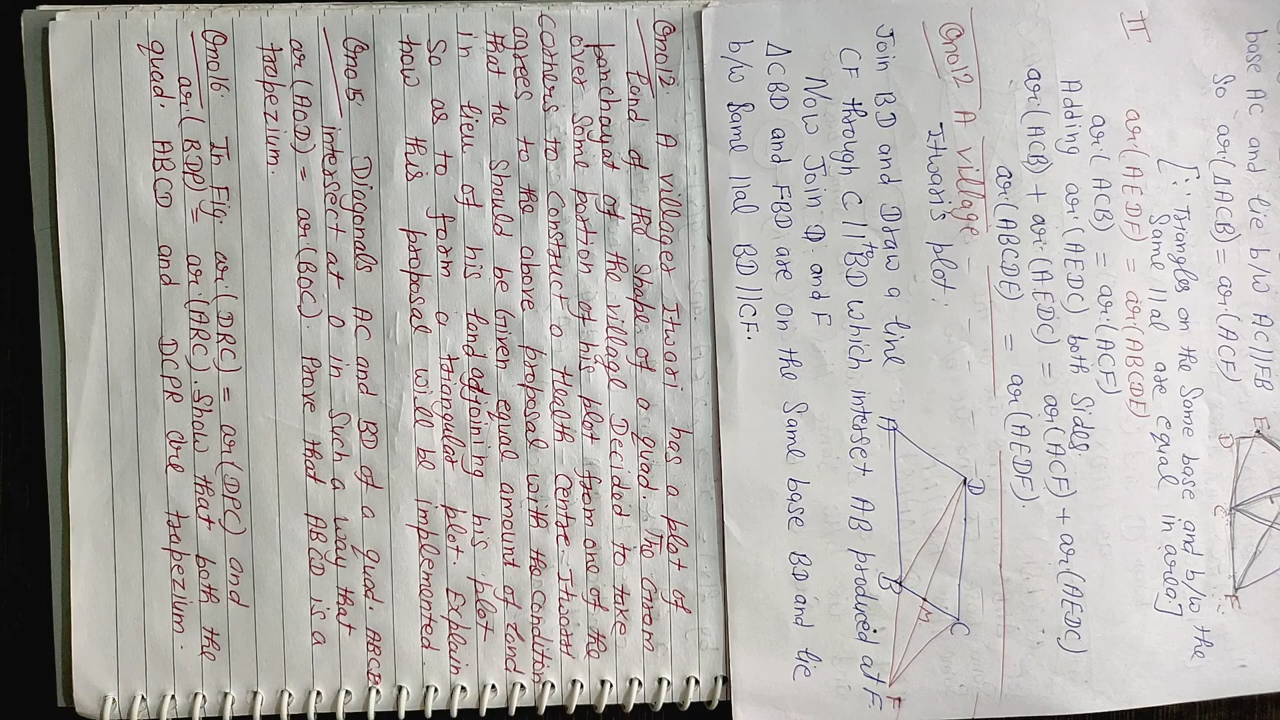 base AC and lie b/w AC||FB
So ar(ΔACB) = ar(ACF)
[∵ Triangles on the Same base and b/w the
Same ||al are equal in area]
II ar(AEDF) = ar(ABCDE)
ar(ACB) = ar(ACF)
Adding ar(AEDC) both Sides
ar(ACB) + ar(AEDC) = ar(ACF) + ar(AEDC)
ar(ABCDE) = ar(AEDF).
Qno12 A village - - - - - -
Itwari's plot.
Join BD and Draw a line
CF through C ||to BD which interset AB produced at F.
Now Join D and F
ΔCBD and FBD are on the Same base BD and lie
b/w Same ||al BD||CF.
A
D
B
M
C
F
E
D
C
F
Qno12 A villager Itwari has a plot of
land of the shape of a quad. The Gram
panchayat of the village Decided to take
over Some portion of his plot from one of the
corners to construct a Health Centre. Itwari
agrees to the above proposal with the condition
that he should be Given equal amount of land
in lieu of his land adjoining his plot
So as to form a triangular plot. Explain
how this proposal will be implemented.
Qno15 Diagonals AC and BD of a quad. ABCD
intersect at O in Such a way that
ar(AOD) = ar(BOC). Prove that ABCD is a
trapezium.
Qno16 In Fig. ar(DRC) = ar(DPC) and
ar(BDP) = ar(ARC). Show that both the
quad. ABCD and DCPR are trapezium.